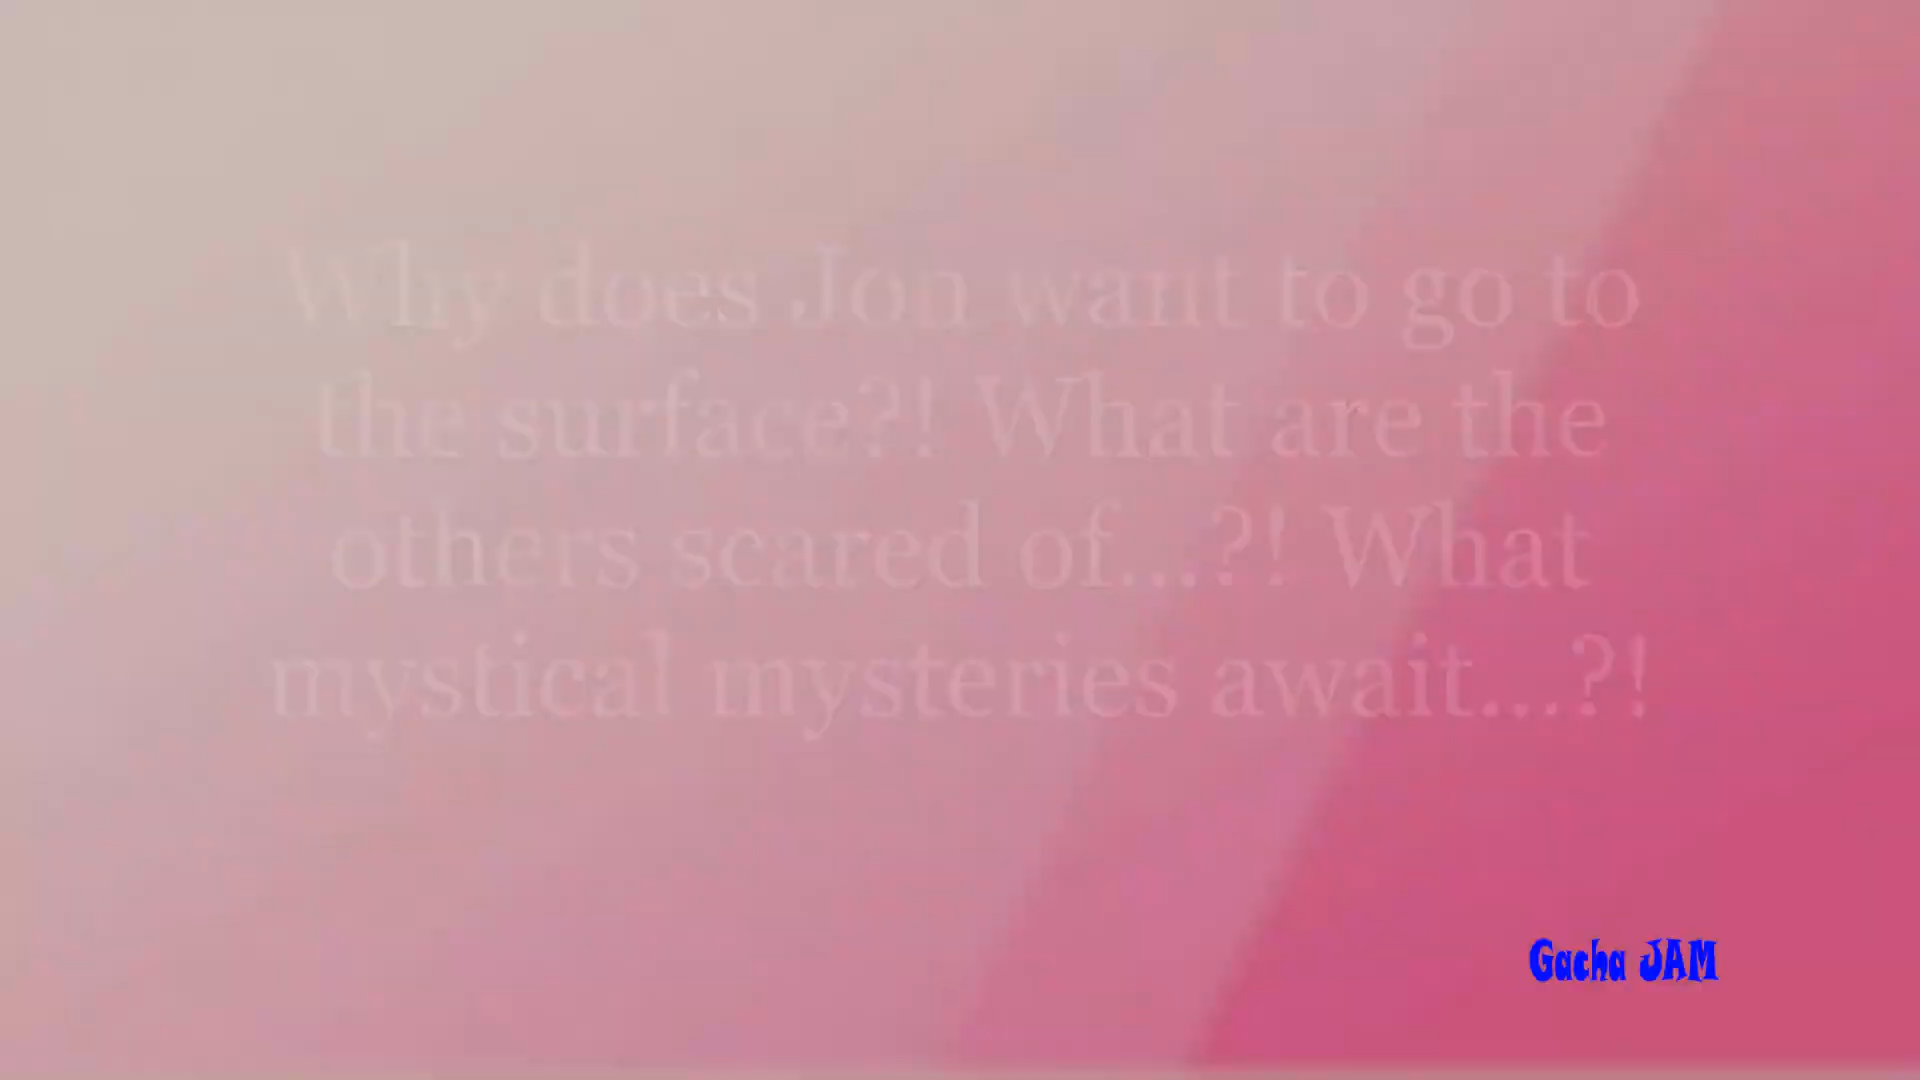 Why does Jon want to go to
the surface?! What are the
others scared of...?! What
mystical mysteries await...?!
Gacha JAM